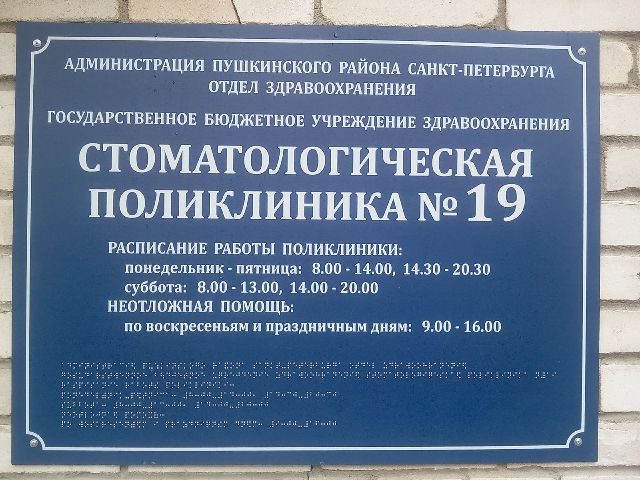 АДМИНИСТРАЦИЯ ПУШКИНСКОГО РАЙОНА САНКТ-ПЕТЕРБУРГА
ОТДЕЛ ЗДРАВООХРАНЕНИЯ
ГОСУДАРСТВЕННОЕ БЮДЖЕТНОЕ УЧРЕЖДЕНИЕ ЗДРАВООХРАНЕНИЯ
СТОМАТОЛОГИЧЕСКАЯ
ПОЛИКЛИНИКА № 19
РАСПИСАНИЕ РАБОТЫ ПОЛИКЛИНИКИ:
понедельник - пятница: 8.00 - 14.00, 14.30 - 20.30
суббота: 8.00 - 13.00, 14.00 - 20.00
НЕОТЛОЖНАЯ ПОМОЩЬ:
по воскресеньям и праздничным дням: 9.00 - 16.00